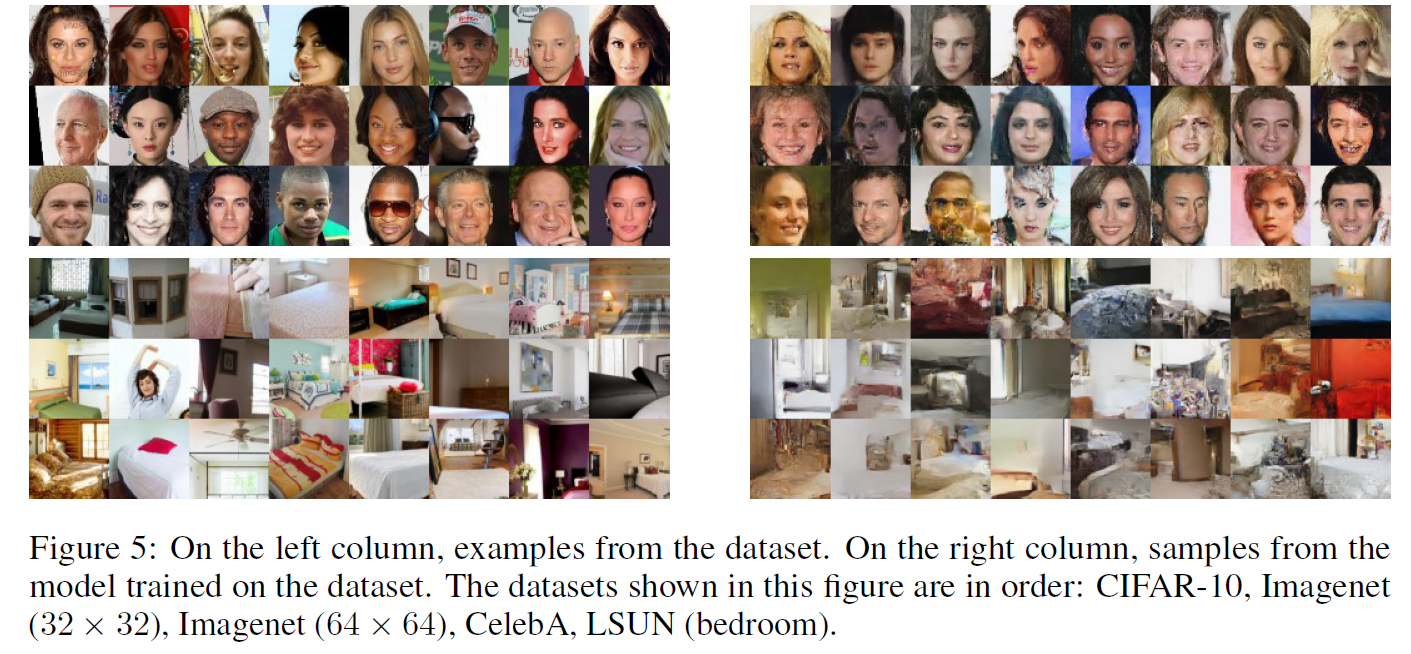 Figure 5: On the left column, examples from the dataset. On the right column, samples from the
model trained on the dataset. The datasets shown in this figure are in order: CIFAR-10, Imagenet
(32 × 32), Imagenet (64 × 64), CelebA, LSUN (bedroom).